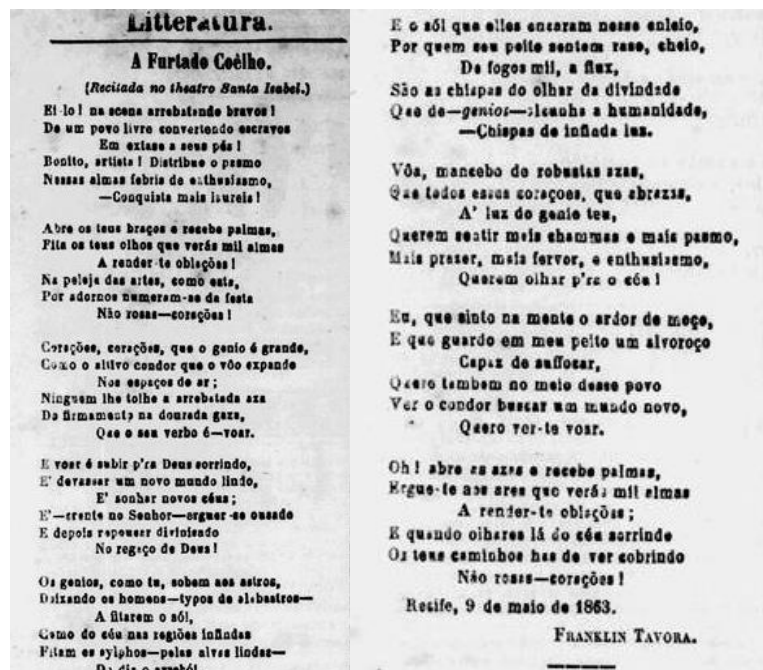 Litteratura.
A Furtado Coêlho.
(Recitada no theatro Santa Isabel.)
Ei-lo! na scena arrebatando bravos!
De um povo livre convertendo escravos
Em extase a seus pés!
Bonito, artista! Distribue o pasmo
Nessas almas febris de enthusiasmo,
—Conquista mais laureis!
Abre os teus braços e recebe palmas,
Fita os teus olhos que verás mil almas
A render-te oblações!
Na peleja das artes, como esta,
Por adornos numeram-se da festa
Não rosas—corações!
Corações, corações, que o genio é grande,
Como o altivo condor que o vôo expande
Nos espaços de ar;
Ninguem lhe tolhe a arrebatada aza
Do firmamento na dourada gaza,
Que o seu verbo é—voar.
E voar é subir p'ra Deus sorrindo,
E' devassar um novo mundo lindo,
E' sonhar novos céus;
E'—crente no Senhor—erguer-se ousado
E depois repousar divinisado
No regaço de Deus!
Os genios, como tu, sobem aos astros,
Deixando os homens—typos de alabastros—
A fitarem o sól,
Como do céu nas regiões infindas
Fitam os sylphos—pelas alvas lindas—
Do dia o arreból.
E o sól que elles encaram nesse enleio,
Por quem seu peito sentem raso, cheio,
De fogos mil, a flux,
São as chispas do olhar da divindade
Que de—genios—alcunha a humanidade,
—Chispas de infinda luz.
Vôa, mancebo de robustas azas,
Que todos esses corações, que abrazas,
A' luz do genio teu,
Querem sentir mais chammas e mais pasmo,
Mais prazer, mais fervor, e enthusiasmo,
Querem olhar p'ra o céu!
Eu, que sinto na mente o ardor de moço,
E que guardo em meu peito um alvoroço
Capaz de suffocar,
Quero tambem no meio desse povo
Ver o condor buscar um mundo novo,
Quero ver-te voar.
Oh! abre as azas e recebe palmas,
Ergue-te aos ares que verás mil almas
A render-te oblações;
E quando olhares lá do céu sorrindo
Os teus caminhos has de ver cobrindo
Não rosas—corações!
Recife, 9 de maio de 1863.
FRANKLIN TAVORA.